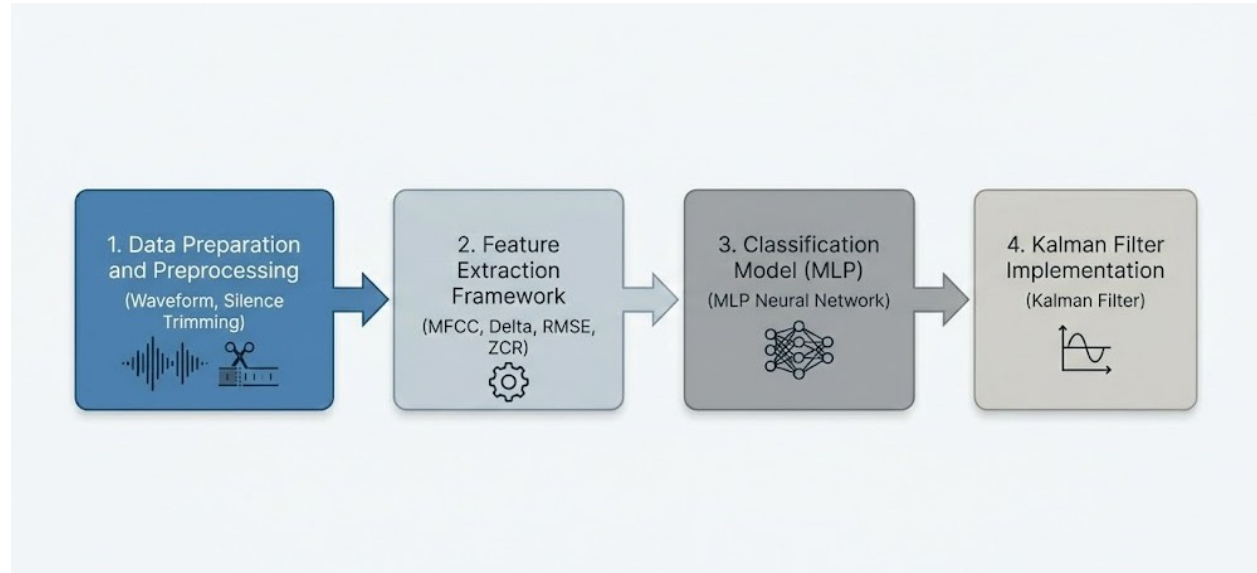 1. Data Preparation
and Preprocessing
(Waveform, Silence
Trimming)
2. Feature
Extraction
Framework
(MFCC, Delta, RMSE,
ZCR)
3. Classification
Model (MLP)
(MLP Neural Network)
4. Kalman Filter
Implementation
(Kalman Filter)